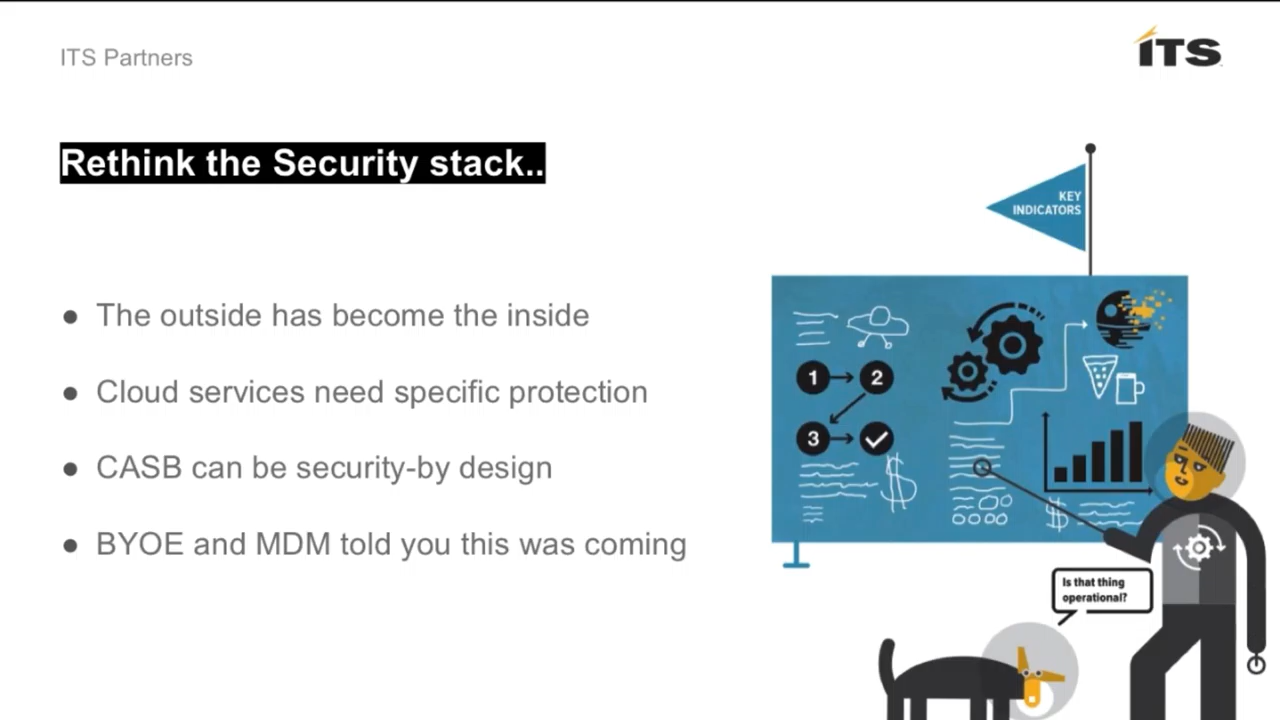 ITS Partners
ITS
Rethink the Security stack..
● The outside has become the inside
● Cloud services need specific protection
● CASB can be security-by design
● BYOE and MDM told you this was coming
KEY
INDICATORS
1 2
3
$
$
Is that thing
operational?